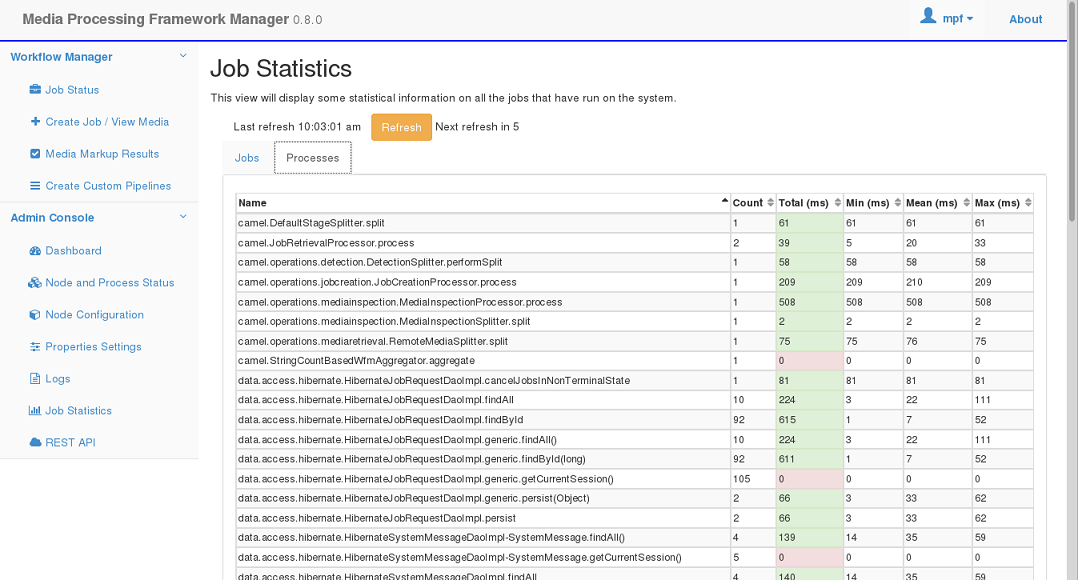 Media Processing Framework Manager 0.8.0
mpf
About
Workflow Manager
Job Status
Create Job / View Media
Media Markup Results
Create Custom Pipelines
Admin Console
Dashboard
Node and Process Status
Node Configuration
Properties Settings
Logs
Job Statistics
REST API
Job Statistics
This view will display some statistical information on all the jobs that have run on the system.
Last refresh 10:03:01 am Refresh Next refresh in 5
Jobs Processes
Name Count Total (ms) Min (ms) Mean (ms) Max (ms)
camel.DefaultStageSplitter.split 1 61 61 61 61
camel.JobRetrievalProcessor.process 2 39 5 20 33
camel.operations.detection.DetectionSplitter.performSplit 1 58 58 58 58
camel.operations.jobcreation.JobCreationProcessor.process 1 209 209 210 209
camel.operations.mediainspection.MediaInspectionProcessor.process 1 508 508 508 508
camel.operations.mediainspection.MediaInspectionSplitter.split 1 2 2 2 2
camel.operations.mediaretrieval.RemoteMediaSplitter.split 1 75 75 76 75
camel.StringCountBasedWfmAggregator.aggregate 1 0 0 0 0
data.access.hibernate.HibernateJobRequestDaoImpl.cancelJobsInNonTerminalState 1 81 81 81 81
data.access.hibernate.HibernateJobRequestDaoImpl.findAll 10 224 3 22 111
data.access.hibernate.HibernateJobRequestDaoImpl.findById 92 615 1 7 52
data.access.hibernate.HibernateJobRequestDaoImpl.generic.findAll() 10 224 3 22 111
data.access.hibernate.HibernateJobRequestDaoImpl.generic.findById(long) 92 611 1 7 52
data.access.hibernate.HibernateJobRequestDaoImpl.generic.getCurrentSession() 105 0 0 0 0
data.access.hibernate.HibernateJobRequestDaoImpl.generic.persist(Object) 2 66 3 33 62
data.access.hibernate.HibernateJobRequestDaoImpl.persist 2 66 3 33 62
data.access.hibernate.HibernateSystemMessageDaoImpl-SystemMessage.findAll() 4 139 14 35 59
data.access.hibernate.HibernateSystemMessageDaoImpl-SystemMessage.getCurrentSession() 5 0 0 0 0
data.access.hibernate.HibernateSystemMessageDaoImpl.findAll 4 140 14 35 59